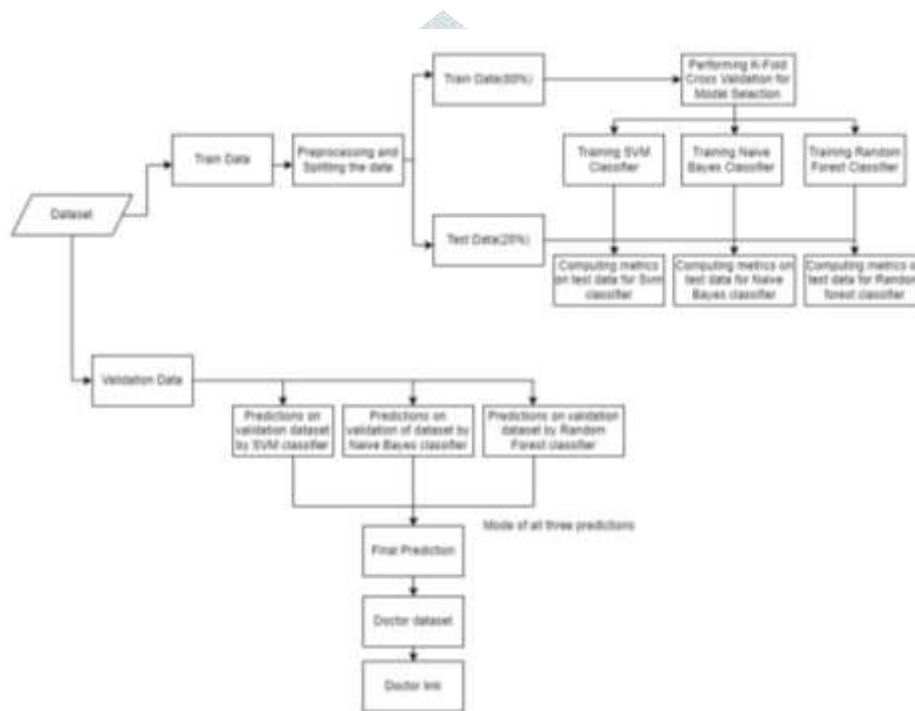 Performing K-Fold
Cross Validation for
Model Selection
Train Data(80%)
Train Data
Preprocessing and
Splitting the data
Training SVM
Classifier
Training Naive
Bayes Classifier
Training Random
Forest Classifier
Dataset
Test Data(20%)
Computing metrics
on test data for Svm
classifier
Computing metrics on
test data for Naive
Bayes classifier
Computing metrics o
test data for Random
forest classifier
Validation Data
Predictions on
validation dataset
by SVM classifier
Predictions on
validation of dataset by
Naive Bayes classifier
Predictions on validation
dataset by Random
Forest classifier
Mode of all three predictions
Final Prediction
Doctor dataset
Doctor link